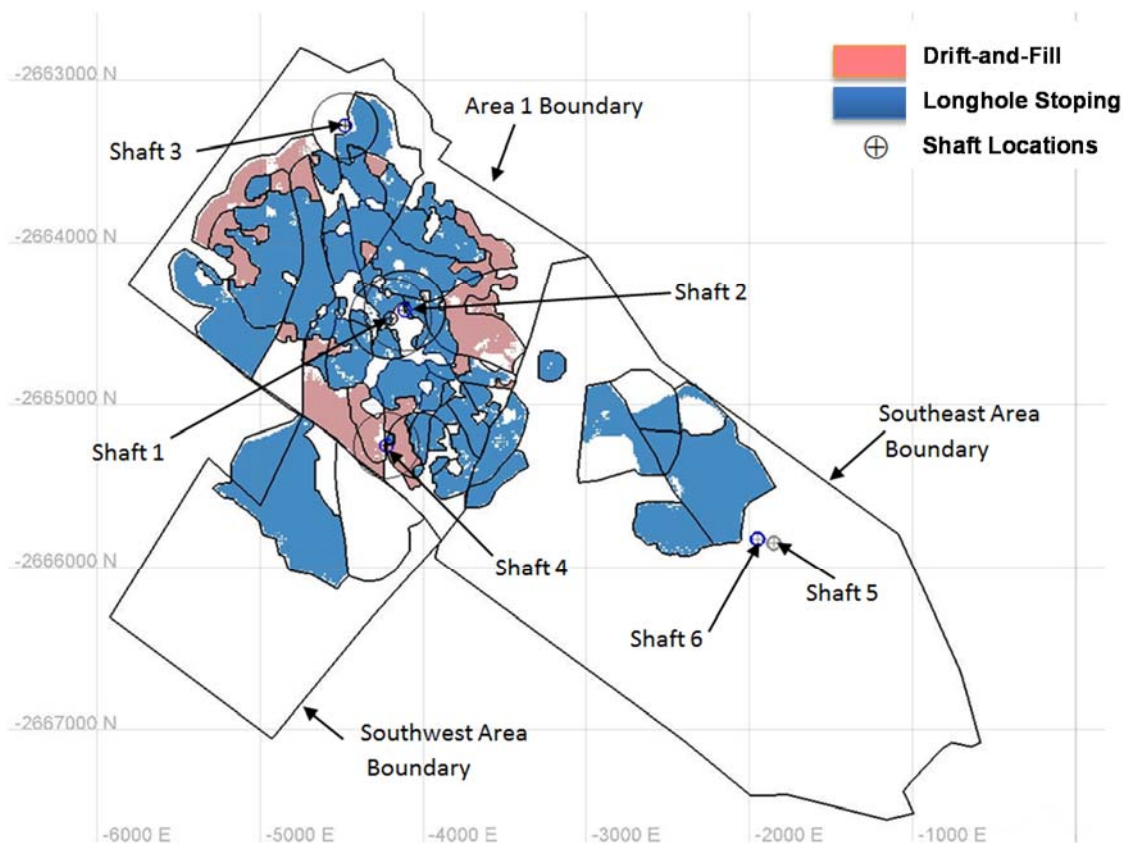 -2663000 N
Drift-and-Fill
Longhole Stoping
Shaft Locations
Area 1 Boundary
Shaft 3
-2664000 N
Shaft 2
-2665000 N
Shaft 1
Southeast Area
Boundary
-2666000 N
Shaft 4
Shaft 5
Shaft 6
-2667000 N
Southwest Area
Boundary
-6000 E
-5000 E
-4000 E
-3000 E
-2000 E
-1000 E